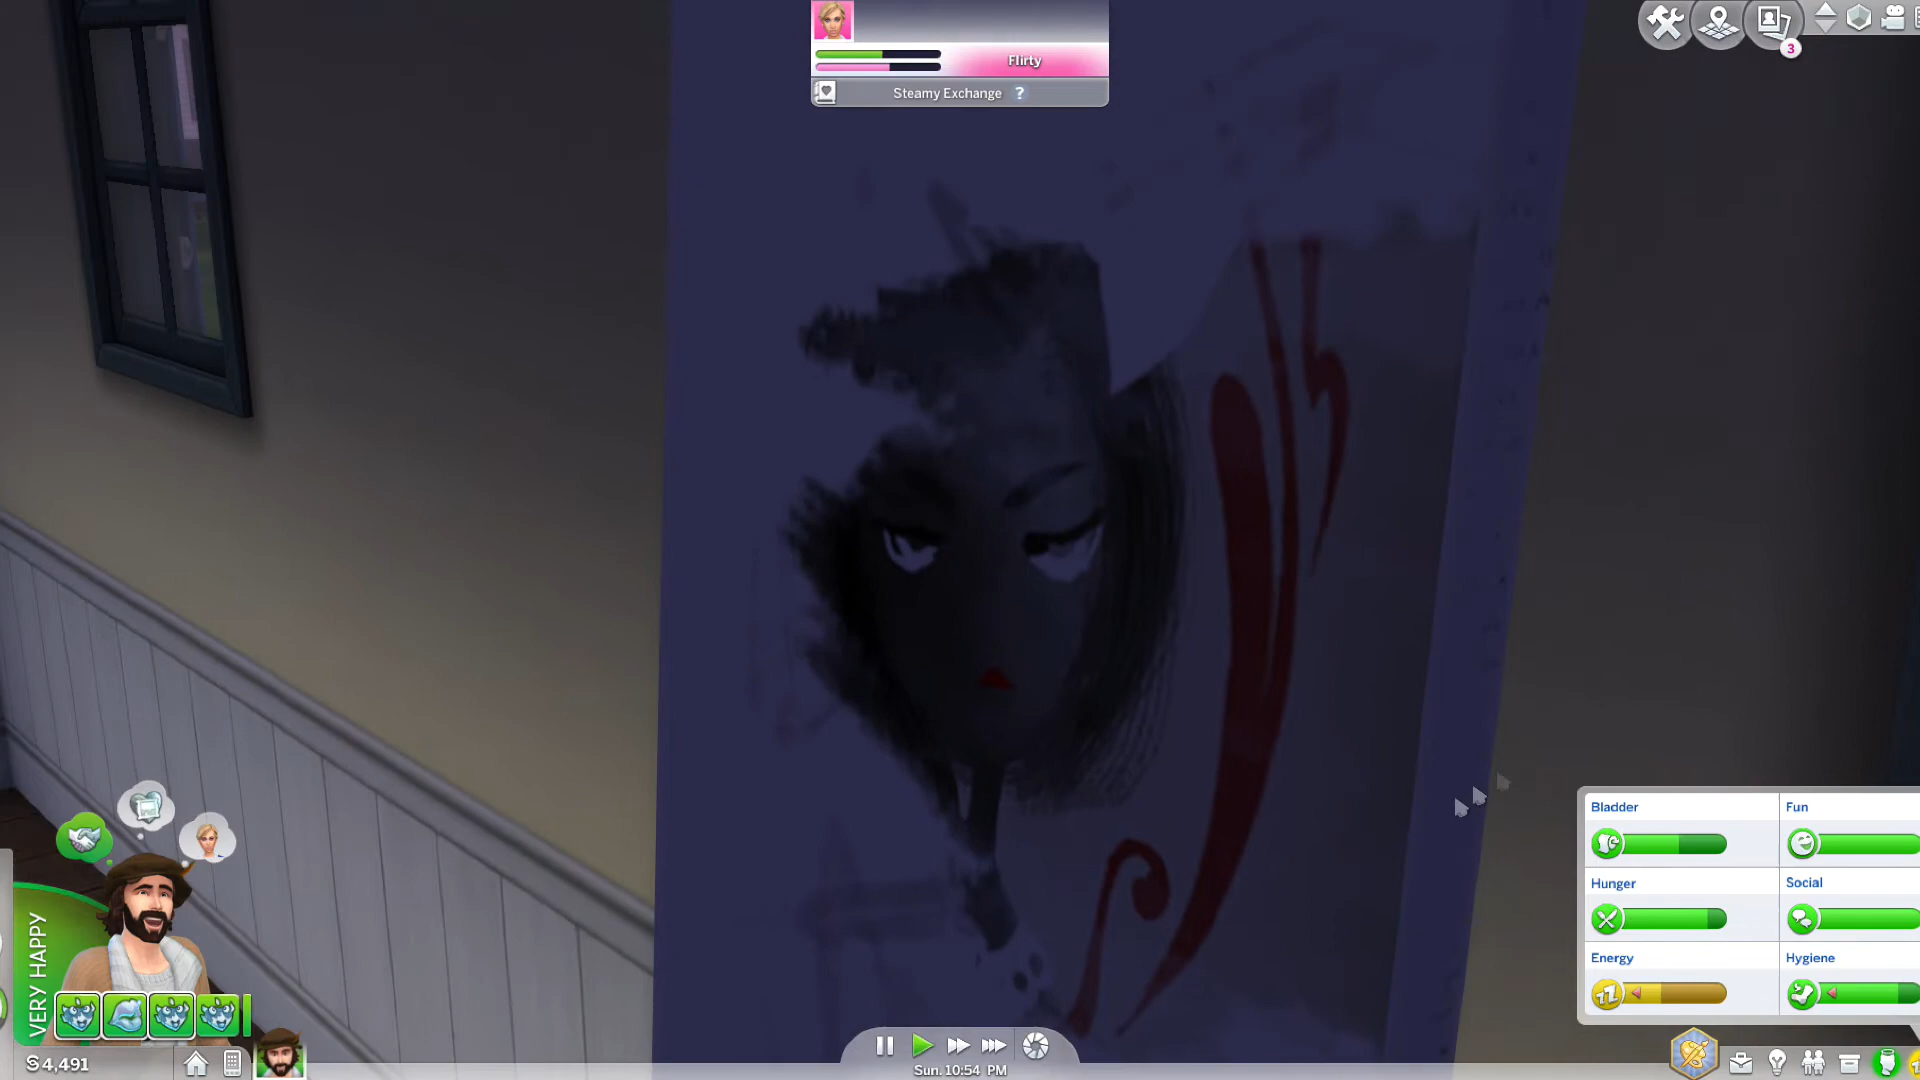 Flirty
Steamy Exchange ?
3
Bladder
Fun
Hunger
Social
Energy
Hygiene
VERY HAPPY
§4,491
Sun. 10:54 PM